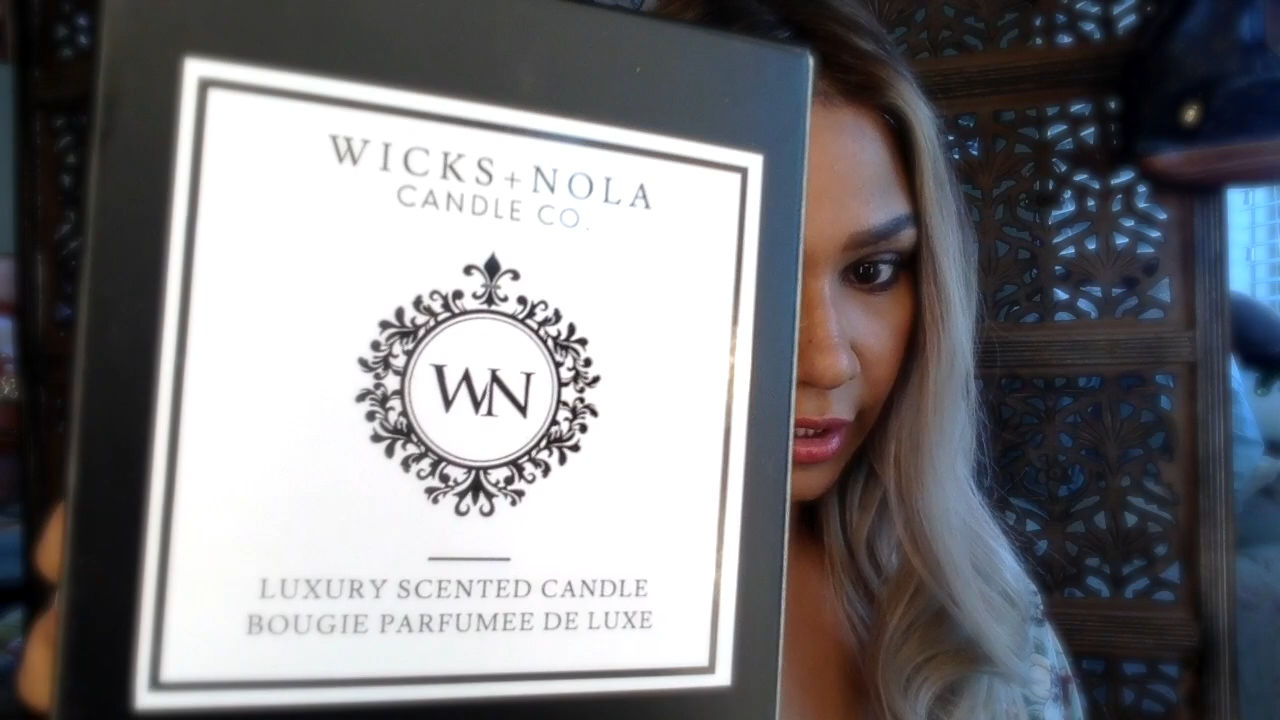 WICKS+NOLA
CANDLE CO.
WN
LUXURY SCENTED CANDLE
BOUGIE PARFUMEE DE LUXE